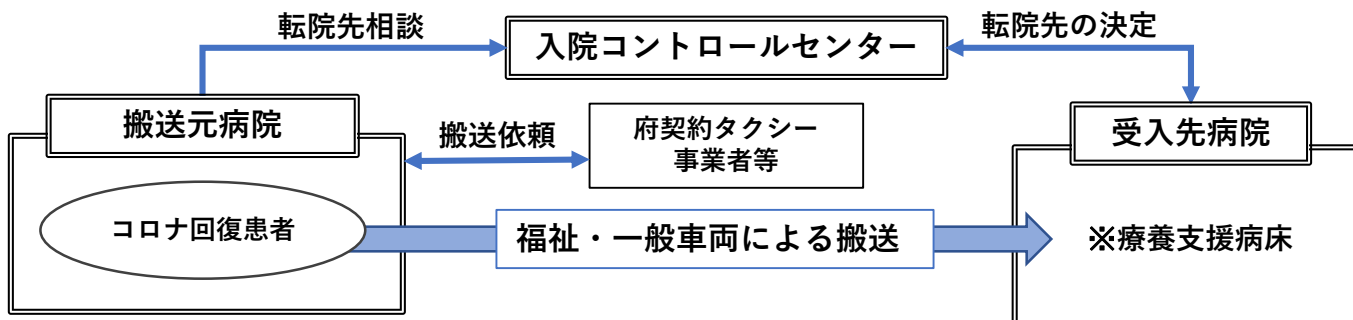 転院先相談
入院コントロールセンター
転院先の決定
搬送元病院
搬送依頼
府契約タクシー
事業者等
受入先病院
コロナ回復患者
福祉・一般車両による搬送
※療養支援病床